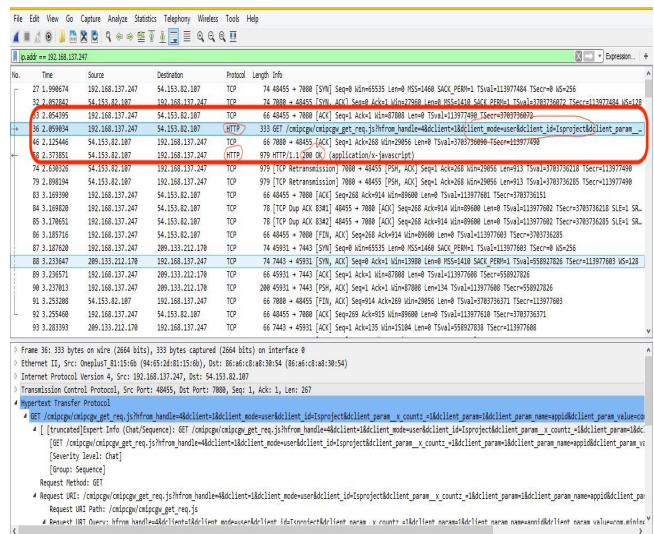 File Edit View Go Capture Analyze Statistics Telephony Wireless Tools Help
ip.addr == 192.168.137.247 Expression... +
No. Time Source Destination Protocol Length Info
27 1.990674 192.168.137.247 54.153.82.107 TCP 74 48455 → 7080 [SYN] Seq=0 Win=65535 Len=0 MSS=1460 SACK_PERM=1 TSval=113977484 TSecr=0 WS=256
32 2.052842 54.153.82.107 192.168.137.247 TCP 74 7080 → 48455 [SYN, ACK] Seq=0 Ack=1 Win=27960 Len=0 MSS=1410 SACK_PERM=1 TSval=3703736072 TSecr=113977484 WS=128
33 2.054395 192.168.137.247 54.153.82.107 TCP 66 48455 → 7080 [ACK] Seq=1 Ack=1 Win=87808 Len=0 TSval=113977490 TSecr=3703736072
36 2.059034 192.168.137.247 54.153.82.107 HTTP 333 GET /cmipcgw/cmipcgw_get_req.js?hfrom_handle=4&dclient=1&dclient_mode=user&dclient_id=Isproject&dclient_param__…
46 2.125446 54.153.82.107 192.168.137.247 TCP 66 7080 → 48455 [ACK] Seq=1 Ack=268 Win=29056 Len=0 TSval=3703736090 TSecr=113977490
58 2.373851 54.153.82.107 192.168.137.247 HTTP 979 HTTP/1.1 200 OK (application/x-javascript)
74 2.630326 54.153.82.107 192.168.137.247 TCP 979 [TCP Retransmission] 7080 → 48455 [PSH, ACK] Seq=1 Ack=268 Win=29056 Len=913 TSval=3703736218 TSecr=113977490
79 2.898194 54.153.82.107 192.168.137.247 TCP 979 [TCP Retransmission] 7080 → 48455 [PSH, ACK] Seq=1 Ack=268 Win=29056 Len=913 TSval=3703736285 TSecr=113977490
83 3.169390 192.168.137.247 54.153.82.107 TCP 66 48455 → 7080 [ACK] Seq=268 Ack=914 Win=89600 Len=0 TSval=113977601 TSecr=3703736151
84 3.169820 192.168.137.247 54.153.82.107 TCP 78 [TCP Dup ACK 83#1] 48455 → 7080 [ACK] Seq=268 Ack=914 Win=89600 Len=0 TSval=113977602 TSecr=3703736218 SLE=1 SR…
85 3.170651 192.168.137.247 54.153.82.107 TCP 78 [TCP Dup ACK 83#2] 48455 → 7080 [ACK] Seq=268 Ack=914 Win=89600 Len=0 TSval=113977602 TSecr=3703736285 SLE=1 SR…
86 3.185716 192.168.137.247 54.153.82.107 TCP 66 48455 → 7080 [FIN, ACK] Seq=268 Ack=914 Win=89600 Len=0 TSval=113977603 TSecr=3703736285
87 3.187620 192.168.137.247 209.133.212.170 TCP 74 45931 → 7443 [SYN] Seq=0 Win=65535 Len=0 MSS=1460 SACK_PERM=1 TSval=113977603 TSecr=0 WS=256
88 3.233647 209.133.212.170 192.168.137.247 TCP 74 7443 → 45931 [SYN, ACK] Seq=0 Ack=1 Win=13980 Len=0 MSS=1410 SACK_PERM=1 TSval=558927826 TSecr=113977603 WS=128
89 3.236571 192.168.137.247 209.133.212.170 TCP 66 45931 → 7443 [ACK] Seq=1 Ack=1 Win=87808 Len=0 TSval=113977608 TSecr=558927826
90 3.237013 192.168.137.247 209.133.212.170 TCP 200 45931 → 7443 [PSH, ACK] Seq=1 Ack=1 Win=87808 Len=134 TSval=113977608 TSecr=558927826
91 3.253208 54.153.82.107 192.168.137.247 TCP 66 7080 → 48455 [FIN, ACK] Seq=914 Ack=269 Win=29056 Len=0 TSval=3703736371 TSecr=113977603
92 3.255460 192.168.137.247 54.153.82.107 TCP 66 48455 → 7080 [ACK] Seq=269 Ack=915 Win=89600 Len=0 TSval=113977610 TSecr=3703736371
93 3.283393 209.133.212.170 192.168.137.247 TCP 66 7443 → 45931 [ACK] Seq=1 Ack=135 Win=15104 Len=0 TSval=558927838 TSecr=113977608
Frame 36: 333 bytes on wire (2664 bits), 333 bytes captured (2664 bits) on interface 0
Ethernet II, Src: OneplusT_81:15:6b (94:65:2d:81:15:6b), Dst: 86:a6:c8:a8:30:54 (86:a6:c8:a8:30:54)
Internet Protocol Version 4, Src: 192.168.137.247, Dst: 54.153.82.107
Transmission Control Protocol, Src Port: 48455, Dst Port: 7080, Seq: 1, Ack: 1, Len: 267
Hypertext Transfer Protocol
GET /cmipcgw/cmipcgw_get_req.js?hfrom_handle=4&dclient=1&dclient_mode=user&dclient_id=Isproject&dclient_param__x_countz_=1&dclient_param=1&dclient_param_name=appid&dclient_param_value=con
[ [truncated]Expert Info (Chat/Sequence): GET /cmipcgw/cmipcgw_get_req.js?hfrom_handle=4&dclient=1&dclient_mode=user&dclient_id=Isproject&dclient_param__x_countz_=1&dclient_param=1&dc
[GET /cmipcgw/cmipcgw_get_req.js?hfrom_handle=4&dclient=1&dclient_mode=user&dclient_id=Isproject&dclient_param__x_countz_=1&dclient_param=1&dclient_param_name=appid&dclient_param_va
[Severity level: Chat]
[Group: Sequence]
Request Method: GET
Request URI: /cmipcgw/cmipcgw_get_req.js?hfrom_handle=4&dclient=1&dclient_mode=user&dclient_id=Isproject&dclient_param__x_countz_=1&dclient_param=1&dclient_param_name=appid&dclient_par
Request URI Path: /cmipcgw/cmipcgw_get_req.js
Request URI Query: hfrom_handle=4&dclient=1&dclient_mode=user&dclient_id=Isproject&dclient_param__x_countz_=1&dclient_param=1&dclient_param_name=appid&dclient_param_value=com.mining